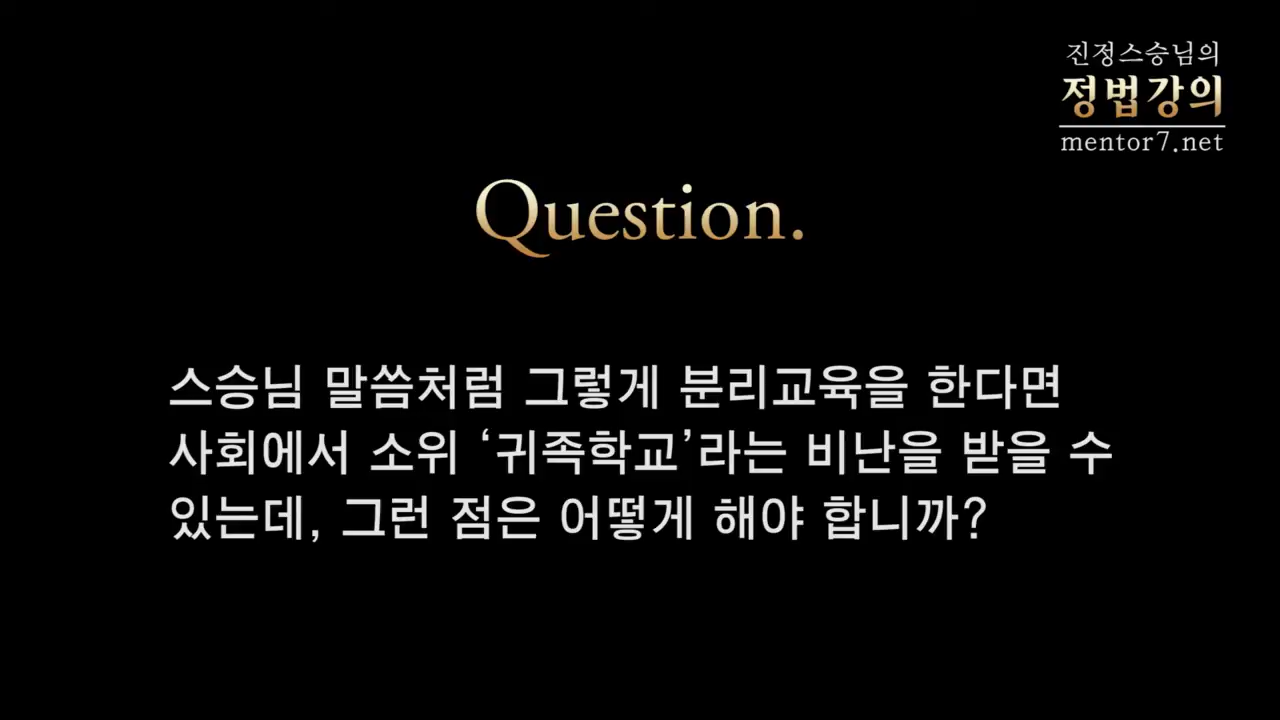 진정스승님의
정법강의
mentor7.net
Question.
스승님 말씀처럼 그렇게 분리교육을 한다면
사회에서 소위 ‘귀족학교’라는 비난을 받을 수
있는데, 그런 점은 어떻게 해야 합니까?